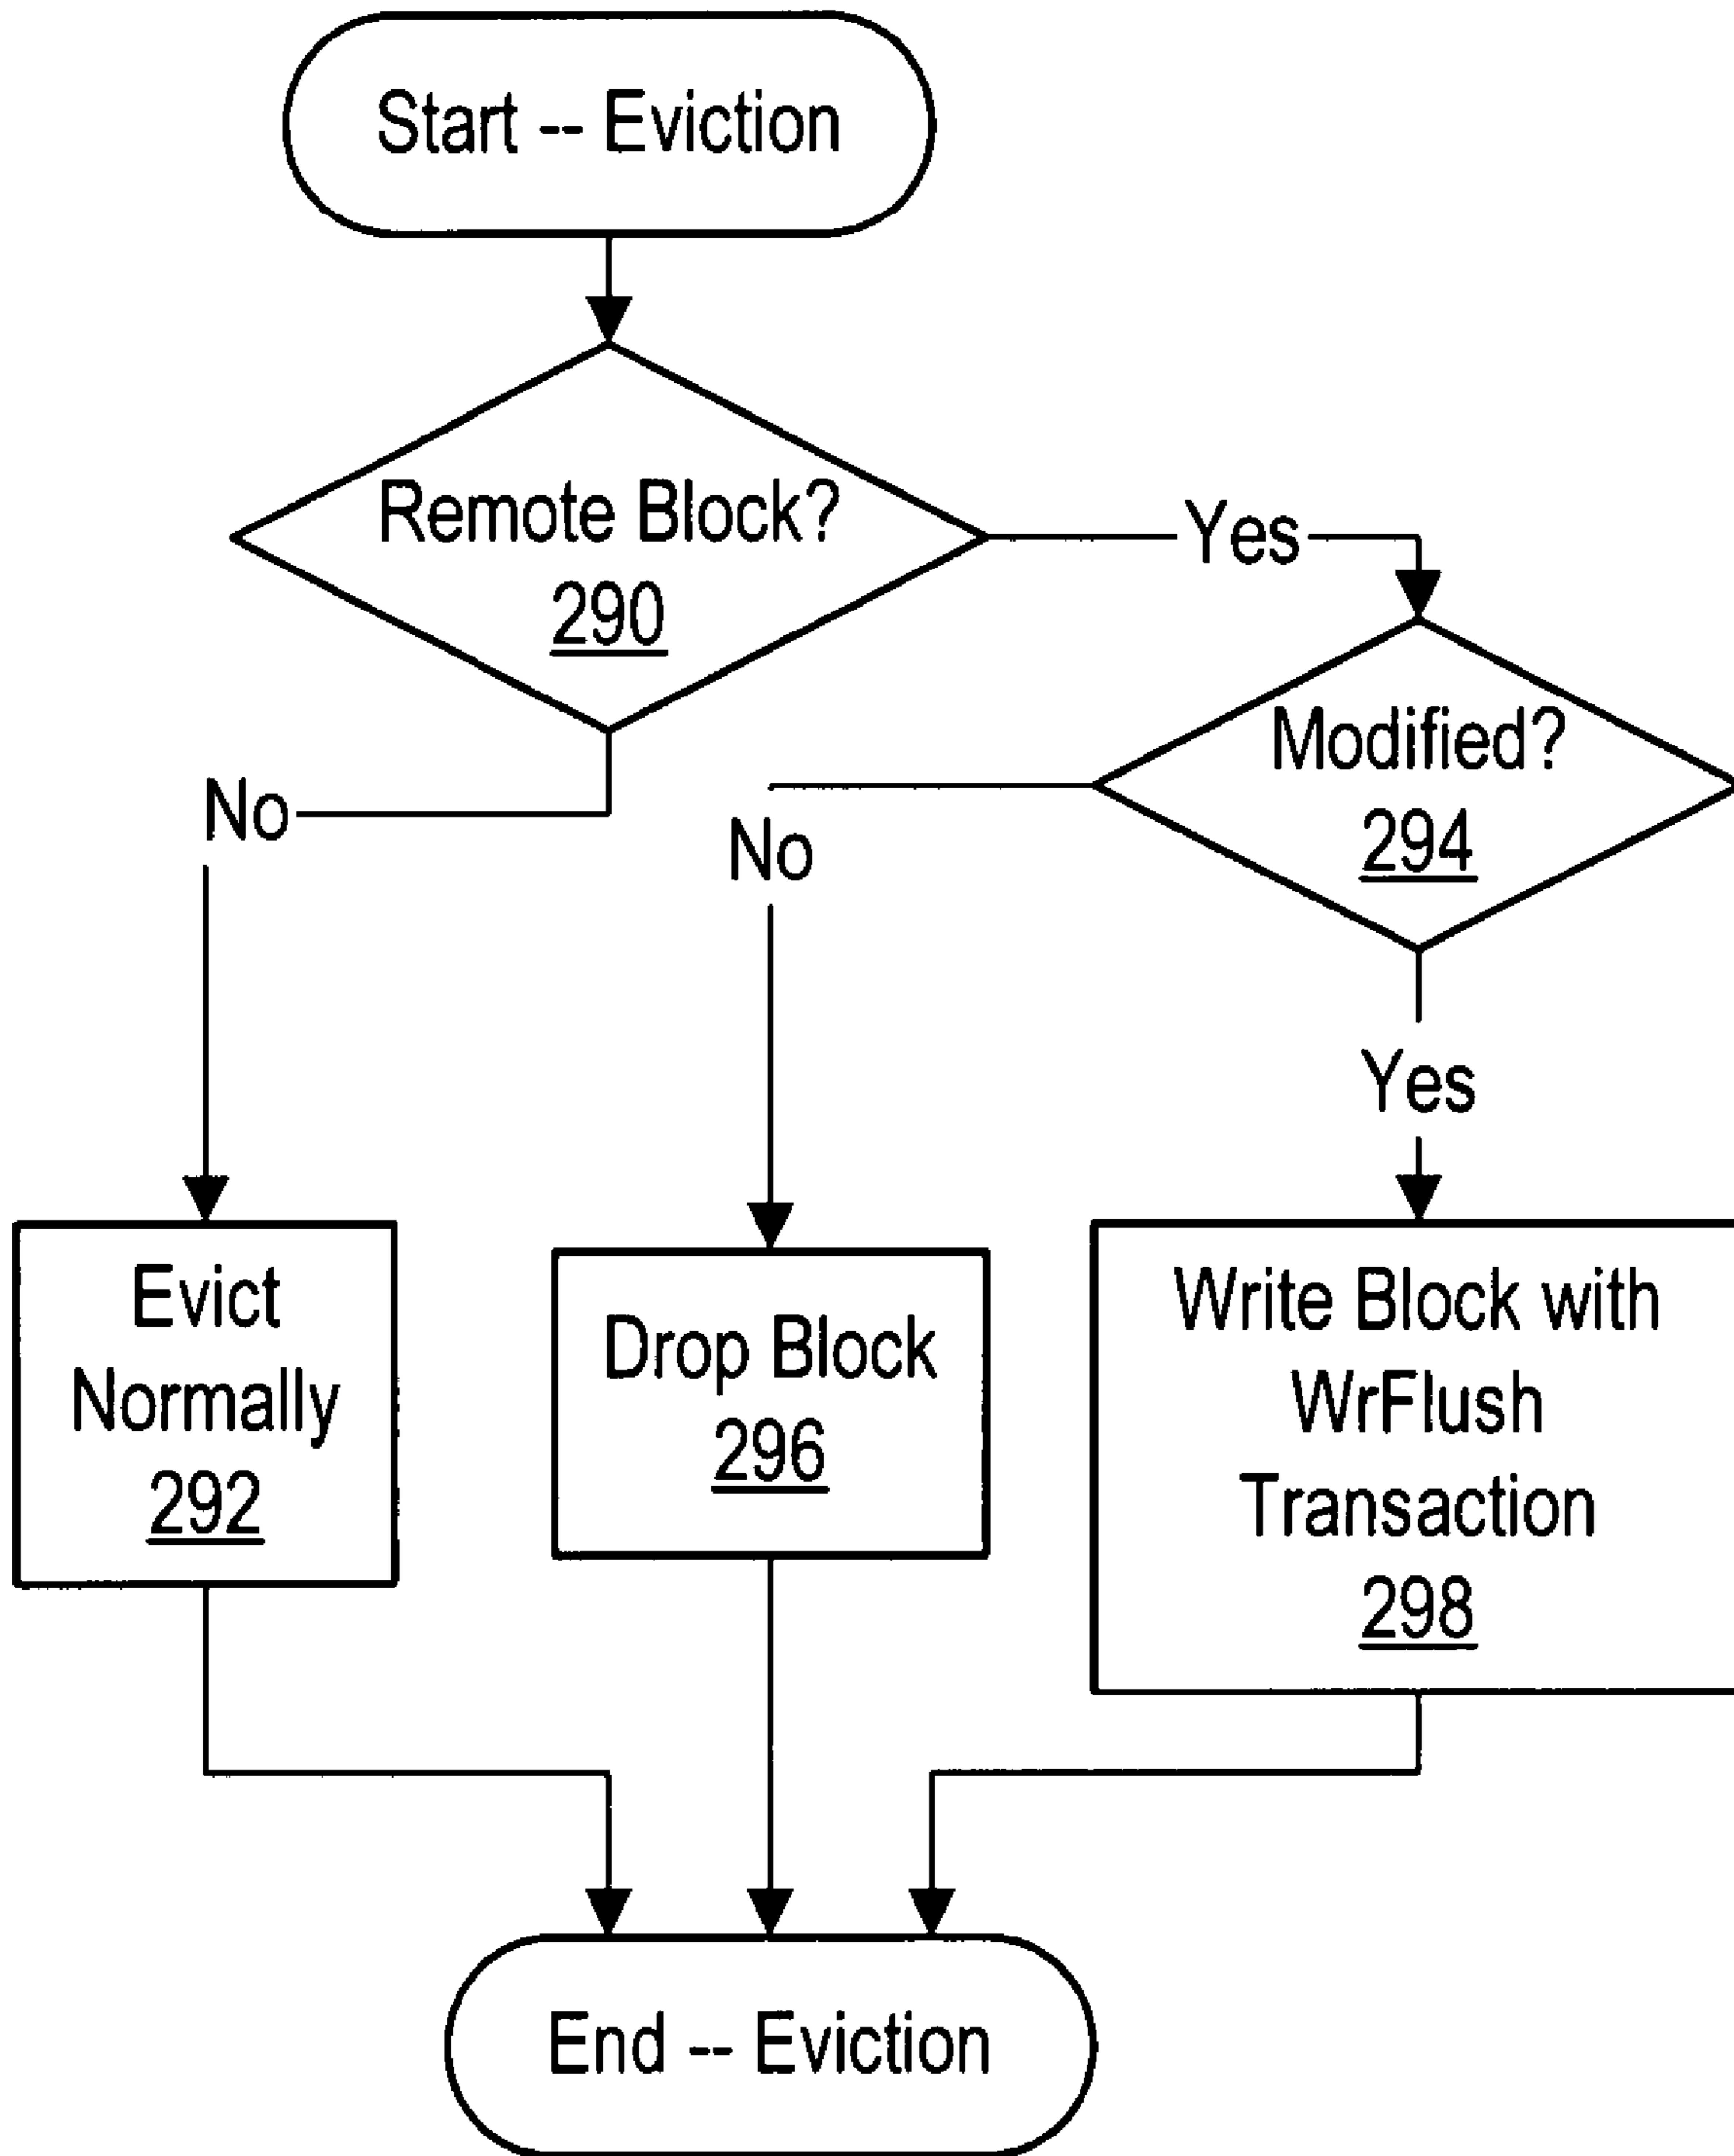 Start -- Eviction
Remote Block?
290
Yes
Modified?
294
No
No
Yes
Evict
Normally
292
Drop Block
296
Write Block with
WrFlush
Transaction
298
End -- Eviction